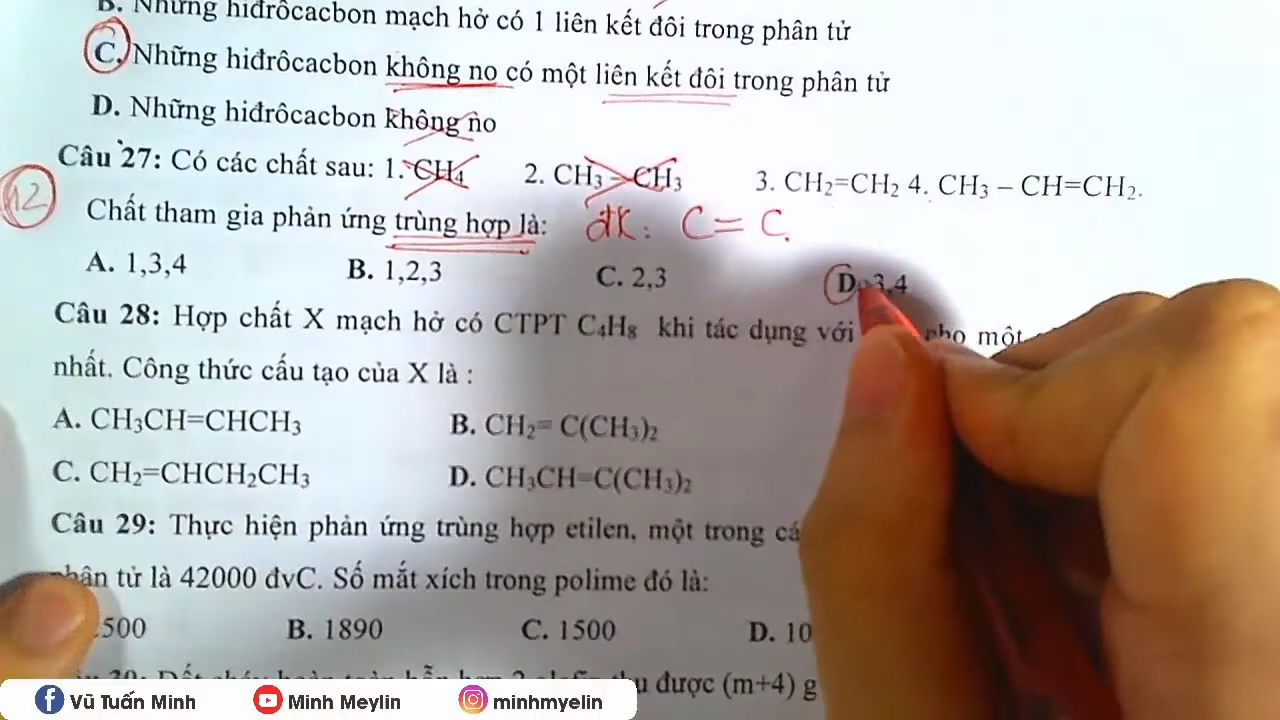 B. Những hiđrôcacbon mạch hở có 1 liên kết đôi trong phân tử
C. Những hiđrôcacbon không no có một liên kết đôi trong phân tử
D. Những hiđrôcacbon không no
Câu 27: Có các chất sau: 1. CH₄ 2. CH₃ – CH₃ 3. CH₂=CH₂ 4. CH₃ – CH=CH₂.
Chất tham gia phản ứng trùng hợp là: đk: C = C
A. 1,3,4 B. 1,2,3 C. 2,3 D. 3,4
Câu 28: Hợp chất X mạch hở có CTPT C₄H₈ khi tác dụng với cho một
nhất. Công thức cấu tạo của X là :
A. CH₃CH=CHCH₃ B. CH₂= C(CH₃)₂
C. CH₂=CHCH₂CH₃ D. CH₃CH=C(CH₃)₂
Câu 29: Thực hiện phản ứng trùng hợp etilen, một trong
phân tử là 42000 đvC. Số mắt xích trong polime đó là:
500 B. 1890 C. 1500 D. 10
được (m+4) g
Vũ Tuấn Minh Minh Meylin minhmyelin